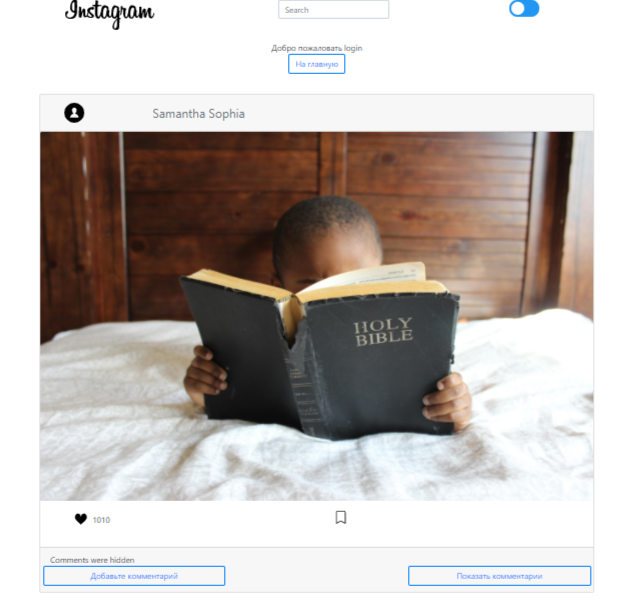 Instagram
Search
Добро пожаловать login
На главную
Samantha Sophia
HOLY
BIBLE
1010
Comments were hidden
Добавьте комментарий
Показать комментарии